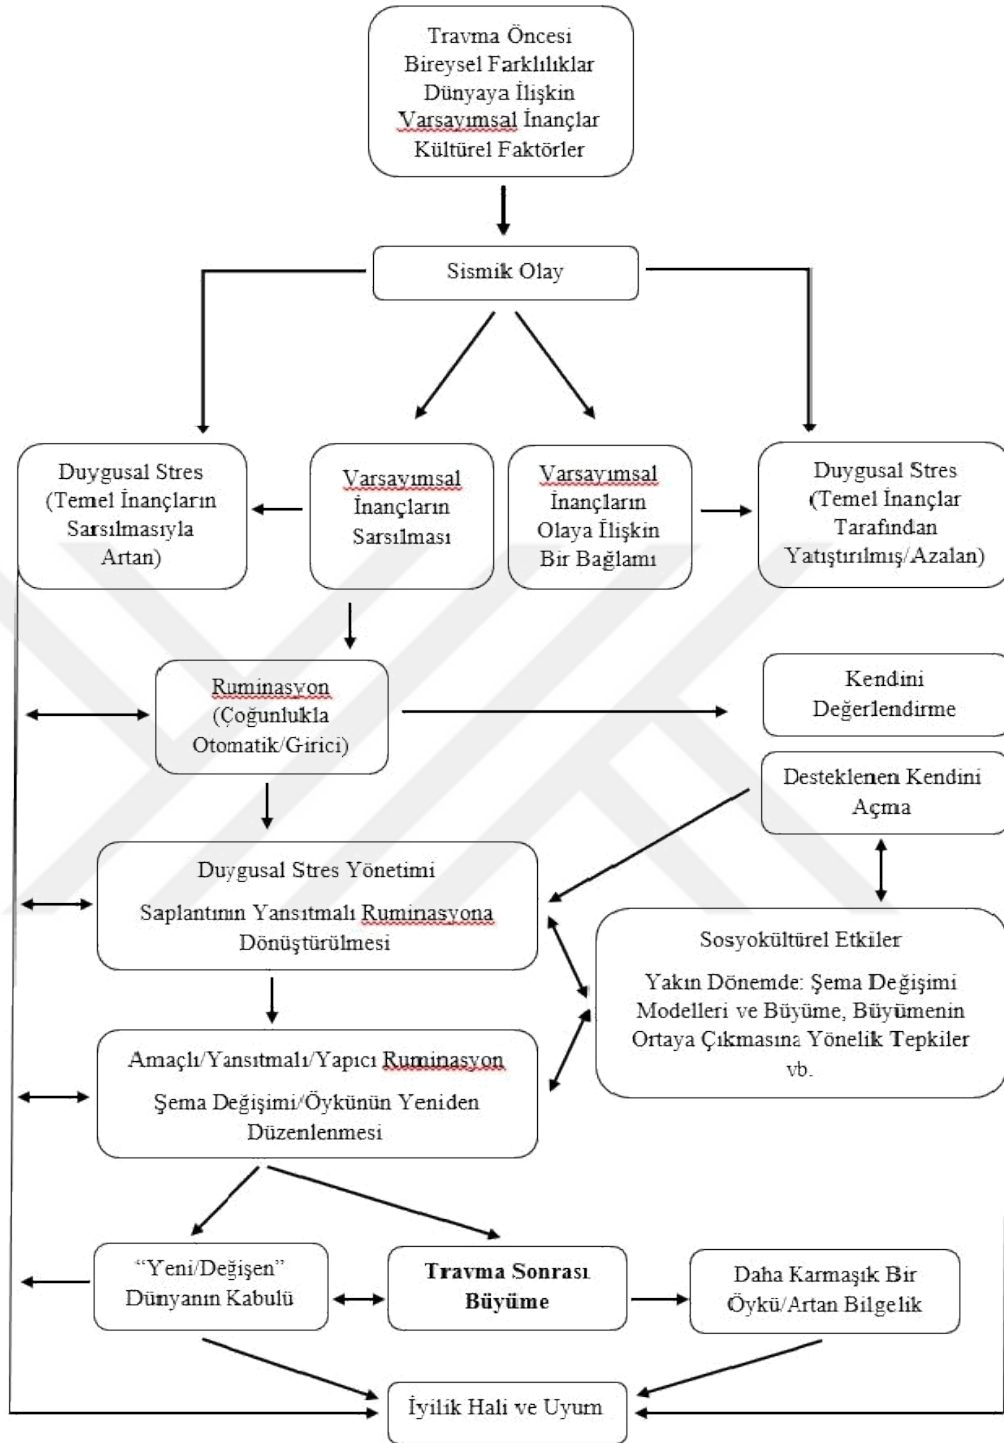 Travma Öncesi
Bireysel Farklılıklar
Dünyaya İlişkin
Varsayımsal İnançlar
Kültürel Faktörler
Sismik Olay
Duygusal Stres
(Temel İnançların
Sarsılmasıyla
Artan)
Varsayımsal
İnançların
Sarsılması
Varsayımsal
İnançların
Olaya İlişkin
Bir Bağlamı
Duygusal Stres
(Temel İnançlar
Tarafından
Yatıştırılmış/Azalan)
Ruminasyon
(Çoğunlukla
Otomatik/Girici)
Kendini
Değerlendirme
Desteklenen Kendini
Açma
Duygusal Stres Yönetimi
Saplantının Yansıtmalı Ruminasyona
Dönüştürülmesi
Sosyokültürel Etkiler
Yakın Dönemde: Şema Değişimi
Modelleri ve Büyüme, Büyümenin
Ortaya Çıkmasına Yönelik Tepkiler
vb.
Amaçlı/Yansıtmalı/Yapıcı Ruminasyon
Şema Değişimi/Öykünün Yeniden
Düzenlenmesi
“Yeni/Değişen”
Dünyanın Kabulü
Travma Sonrası
Büyüme
Daha Karmaşık Bir
Öykü/Artan Bilgelik
İyilik Hali ve Uyum